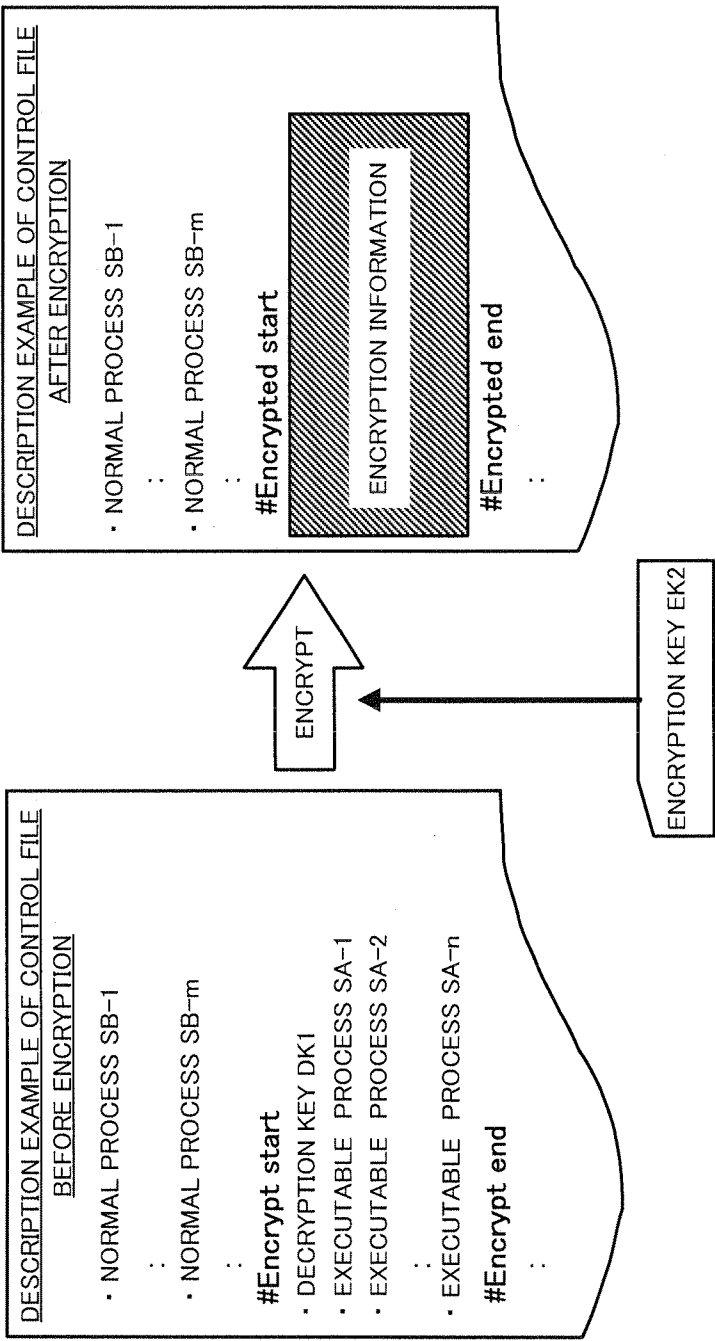 DESCRIPTION EXAMPLE OF CONTROL FILE
BEFORE ENCRYPTION
・NORMAL PROCESS SB-1
:
・NORMAL PROCESS SB-m
:
#Encrypt start
・DECRYPTION KEY DK1
・EXECUTABLE PROCESS SA-1
・EXECUTABLE PROCESS SA-2
:
・EXECUTABLE PROCESS SA-n
#Encrypt end
:
ENCRYPT
ENCRYPTION KEY EK2
DESCRIPTION EXAMPLE OF CONTROL FILE
AFTER ENCRYPTION
・NORMAL PROCESS SB-1
:
・NORMAL PROCESS SB-m
:
#Encrypted start
ENCRYPTION INFORMATION
#Encrypted end
: